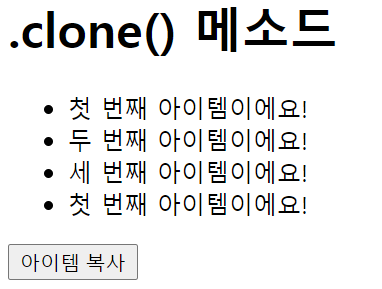 .clone() 메소드
첫 번째 아이템이에요!
두 번째 아이템이에요!
세 번째 아이템이에요!
첫 번째 아이템이에요!
아이템 복사